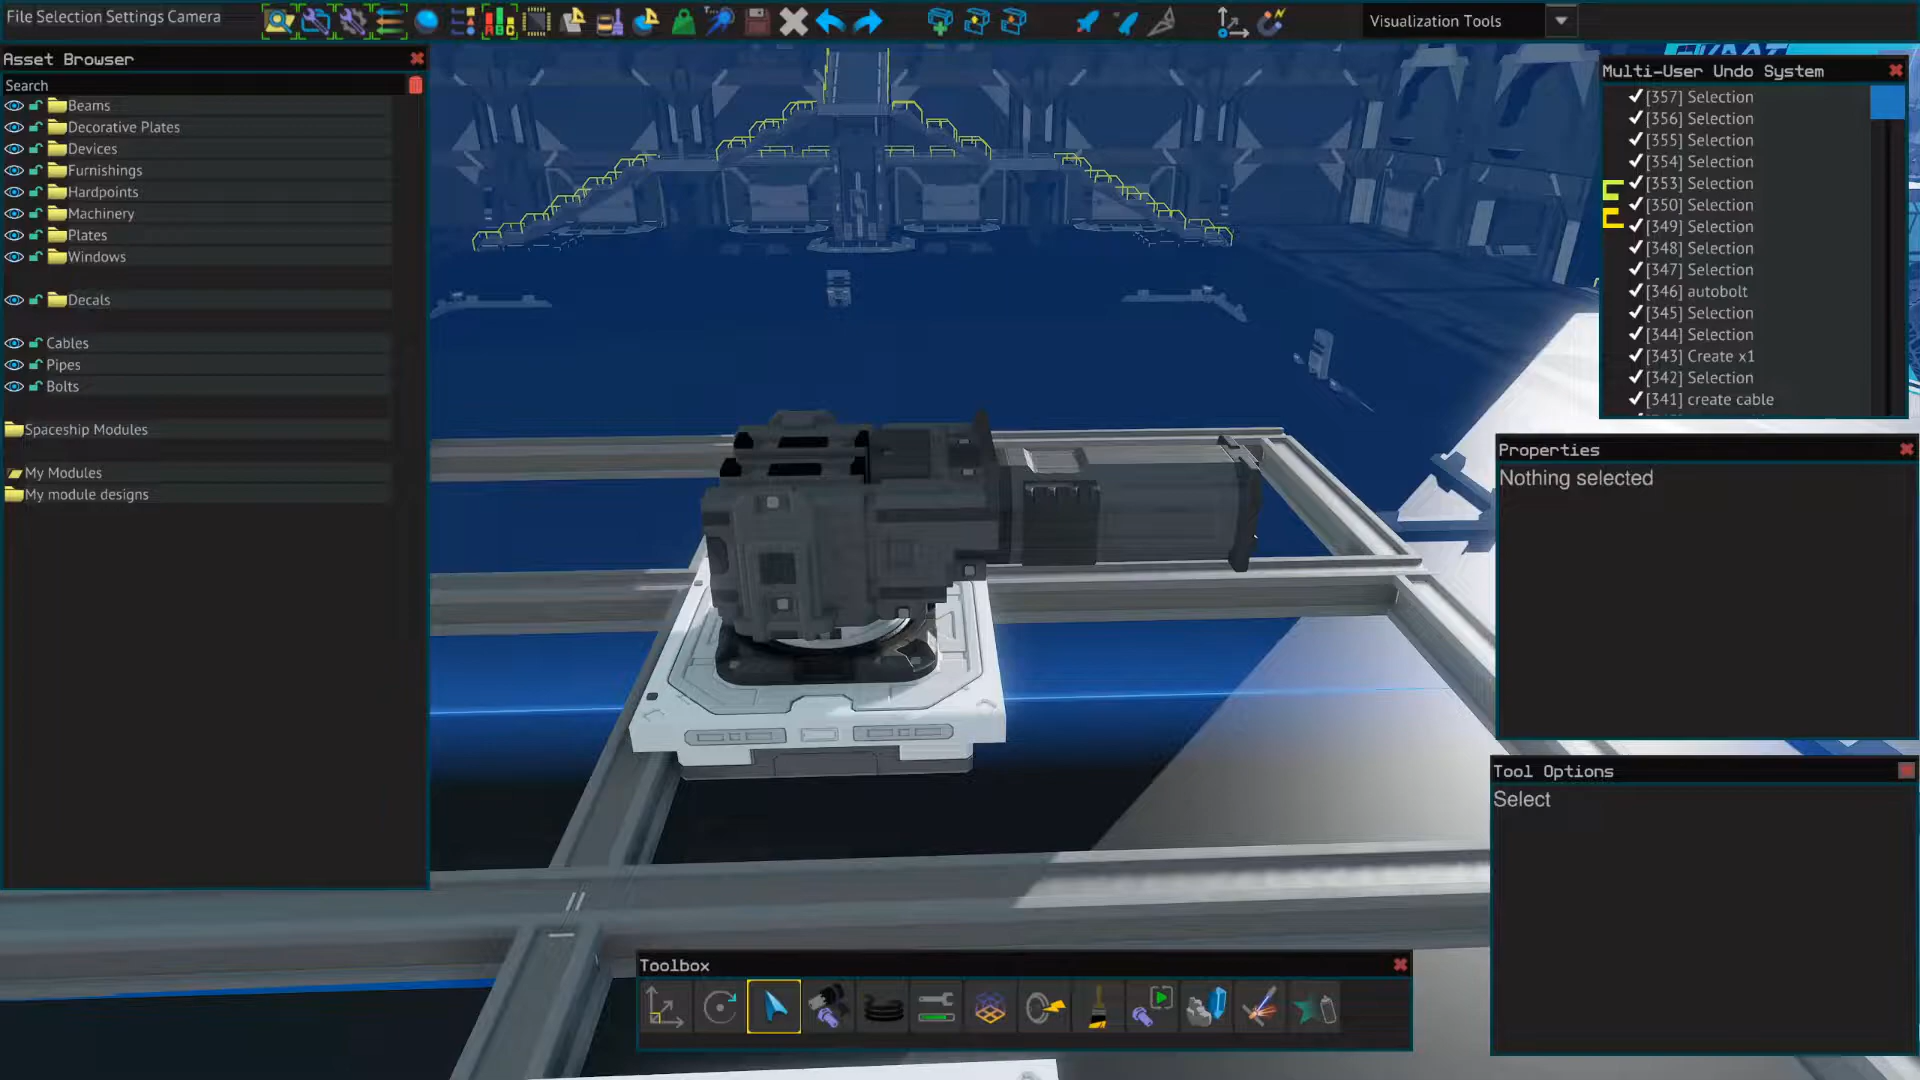 File Selection Settings Camera
Visualization Tools
Asset Browser
Search
Beams
Decorative Plates
Devices
Furnishings
Hardpoints
Machinery
Plates
Windows
Decals
Cables
Pipes
Bolts
Spaceship Modules
My Modules
My module designs
Multi-User Undo System
[357] Selection
[356] Selection
[355] Selection
[354] Selection
[353] Selection
[350] Selection
[349] Selection
[348] Selection
[347] Selection
[346] autobolt
[345] Selection
[344] Selection
[343] Create x1
[342] Selection
[341] create cable
Properties
Nothing selected
Tool Options
Select
Toolbox